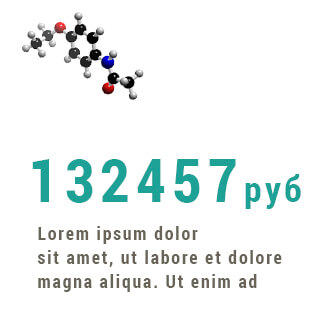 132457руб
Lorem ipsum dolor
sit amet, ut labore et dolore
magna aliqua. Ut enim ad